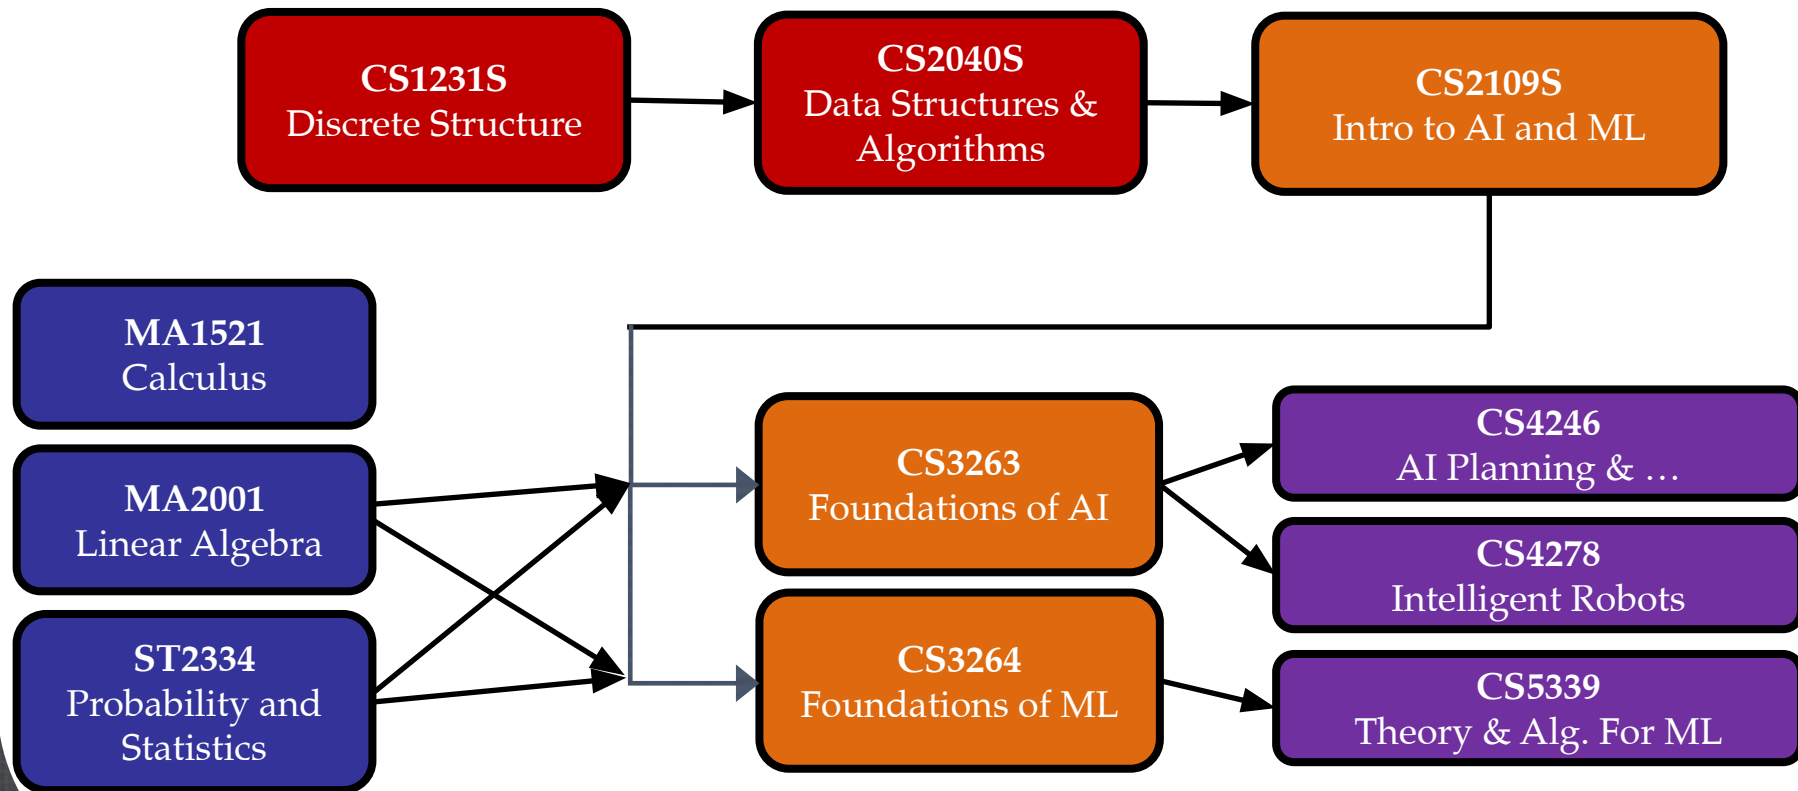 CS1231S
Discrete Structure
CS2040S
Data Structures &
Algorithms
CS2109S
Intro to AI and ML
MA1521
Calculus
MA2001
Linear Algebra
ST2334
Probability and
Statistics
CS3263
Foundations of AI
CS3264
Foundations of ML
CS4246
AI Planning & …
CS4278
Intelligent Robots
CS5339
Theory & Alg. For ML